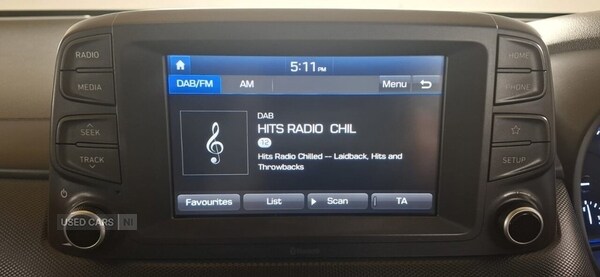 RADIO
MEDIA
SEEK
TRACK
5:11 PM
DAB/FM AM Menu
DAB
HITS RADIO CHIL
12
Hits Radio Chilled -- Laidback, Hits and
Throwbacks
Favourites List Scan TA
HOME
PHONE
SETUP
USED CARS NI